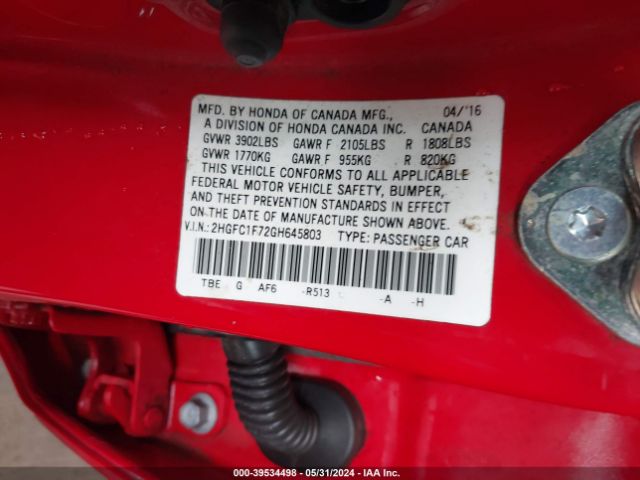 MFD. BY HONDA OF CANADA MFG., 04/'16
A DIVISION OF HONDA CANADA INC. CANADA
GVWR 3902LBS GAWR F 2105LBS R 1808LBS
GVWR 1770KG GAWR F 955KG R 820KG
THIS VEHICLE CONFORMS TO ALL APPLICABLE
FEDERAL MOTOR VEHICLE SAFETY, BUMPER,
AND THEFT PREVENTION STANDARDS IN EFFECT
ON THE DATE OF MANUFACTURE SHOWN ABOVE.
V.I.N.: 2HGFC1F72GH645803 TYPE: PASSENGER CAR
TBE G AF6 -R513 -A -H
000-39534498 - 05/31/2024 - IAA Inc.